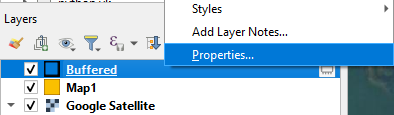 Styles
Layers
Add Layer Notes...
Properties...
Buffered
Map1
Google Satellite